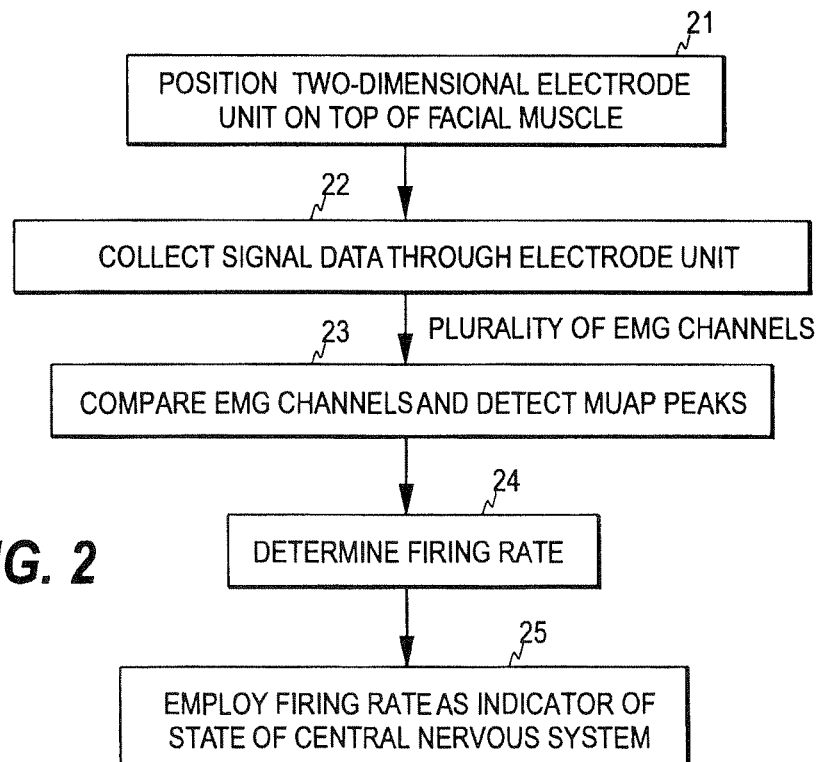 21
POSITION TWO-DIMENSIONAL ELECTRODE
UNIT ON TOP OF FACIAL MUSCLE
22
COLLECT SIGNAL DATA THROUGH ELECTRODE UNIT
PLURALITY OF EMG CHANNELS
23
COMPARE EMG CHANNELS AND DETECT MUAP PEAKS
24
DETERMINE FIRING RATE
G. 2
25
EMPLOY FIRING RATE AS INDICATOR OF
STATE OF CENTRAL NERVOUS SYSTEM